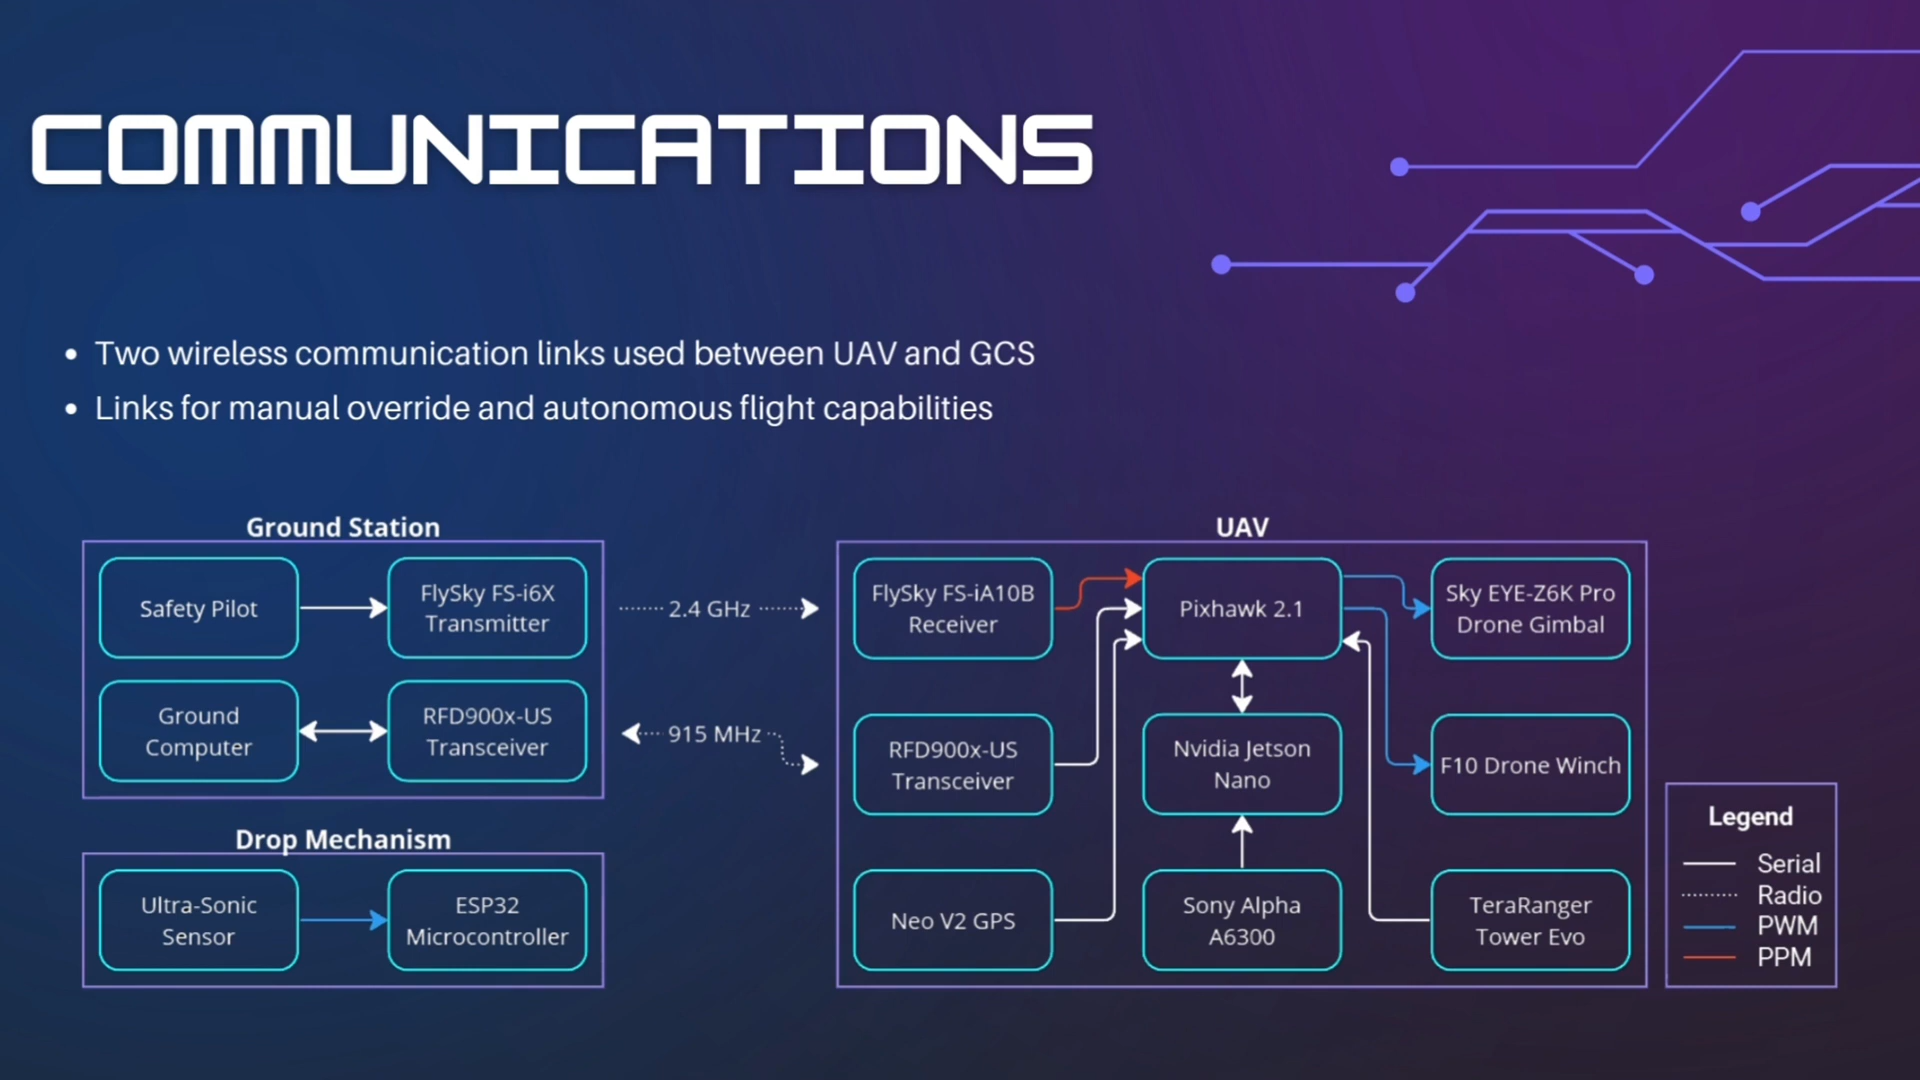 COMMUNICATIONS
• Two wireless communication links used between UAV and GCS
• Links for manual override and autonomous flight capabilities
Ground Station
Safety Pilot
FlySky FS-i6X
Transmitter
Ground
Computer
RFD900x-US
Transceiver
2.4 GHz
915 MHz
Drop Mechanism
Ultra-Sonic
Sensor
ESP32
Microcontroller
UAV
FlySky FS-iA10B
Receiver
Pixhawk 2.1
Sky EYE-Z6K Pro
Drone Gimbal
RFD900x-US
Transceiver
Nvidia Jetson
Nano
F10 Drone Winch
Neo V2 GPS
Sony Alpha
A6300
TeraRanger
Tower Evo
Legend
Serial
Radio
PWM
PPM